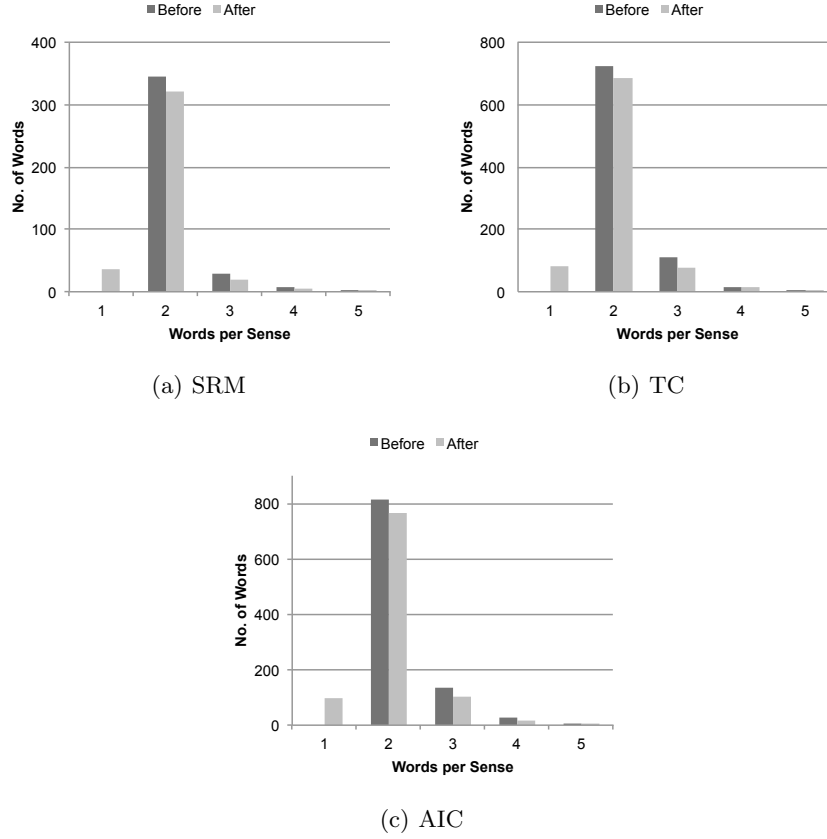 Before After
400
300
200
100
0
No. of Words
1 2 3 4 5
Words per Sense
(a) SRM
Before After
800
600
400
200
0
No. of Words
1 2 3 4 5
Words per Sense
(b) TC
Before After
800
600
400
200
0
No. of Words
1 2 3 4 5
Words per Sense
(c) AIC